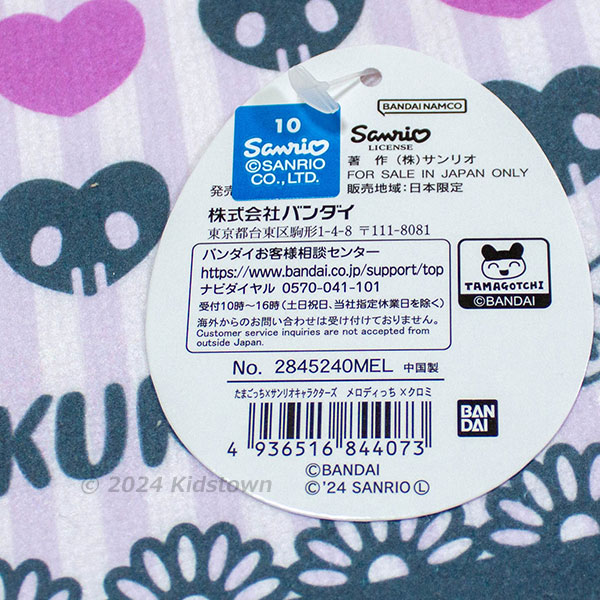 BANDAI NAMCO
10
Sanrio
©SANRIO
CO., LTD.
Sanrio
LICENSE
著 作 (株)サンリオ
FOR SALE IN JAPAN ONLY
発売
販売地域:日本限定
株式会社バンダイ
東京都台東区駒形1-4-8 〒111-8081
バンダイお客様相談センター
https://www.bandai.co.jp/support/top
ナビダイヤル 0570-041-101
受付10時〜16時(土日祝日、当社指定休業日を除く)
海外からのお問い合わせは受け付けておりません。
Customer service inquiries are not accepted from
outside Japan.
TAMAGOTCHI
©BANDAI
No. 2845240MEL 中国製
たまごっち×サンリオキャラクターズ メロディっち ×クロミ
4 936516 844073
BAN
DAI
©BANDAI
©'24 SANRIO Ⓛ
KUR
© 2024 Kidstown